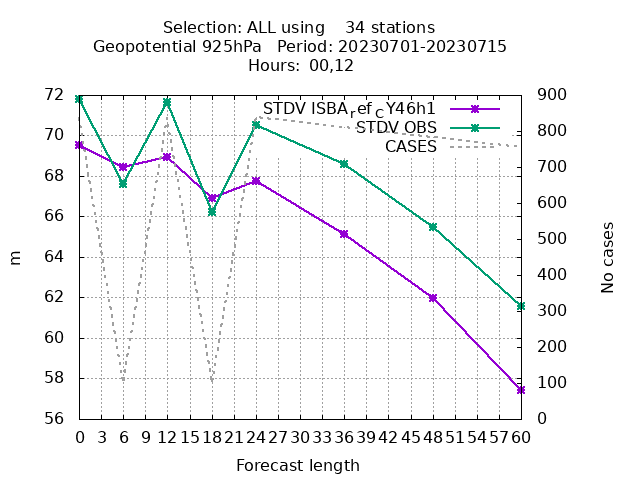 Selection: ALL using    34 stations
Geopotential 925hPa   Period: 20230701-20230715
Hours:  00,12
STDV ISBA_ref_CY46h1
STDV OBS
CASES
72
70
68
66
64
62
60
58
56
m
900
800
700
600
500
400
300
200
100
0
No cases
0 3 6 9 12 15 18 21 24 27 30 33 36 39 42 45 48 51 54 57 60
Forecast length